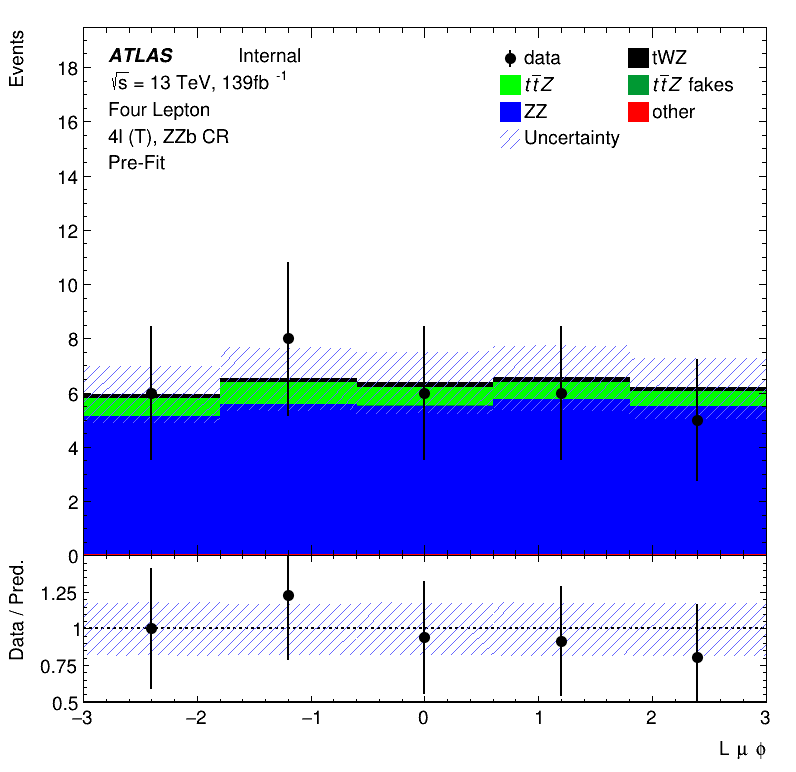 Events
18
16
14
12
10
8
6
4
2
0
ATLAS Internal
√s = 13 TeV, 139fb⁻¹
Four Lepton
4l (T), ZZb CR
Pre-Fit
data
tWZ
tt̄Z
tt̄Z fakes
ZZ
other
Uncertainty
Data / Pred.
1.25
1
0.75
0.5
−3 −2 −1 0 1 2 3
L μ ϕ